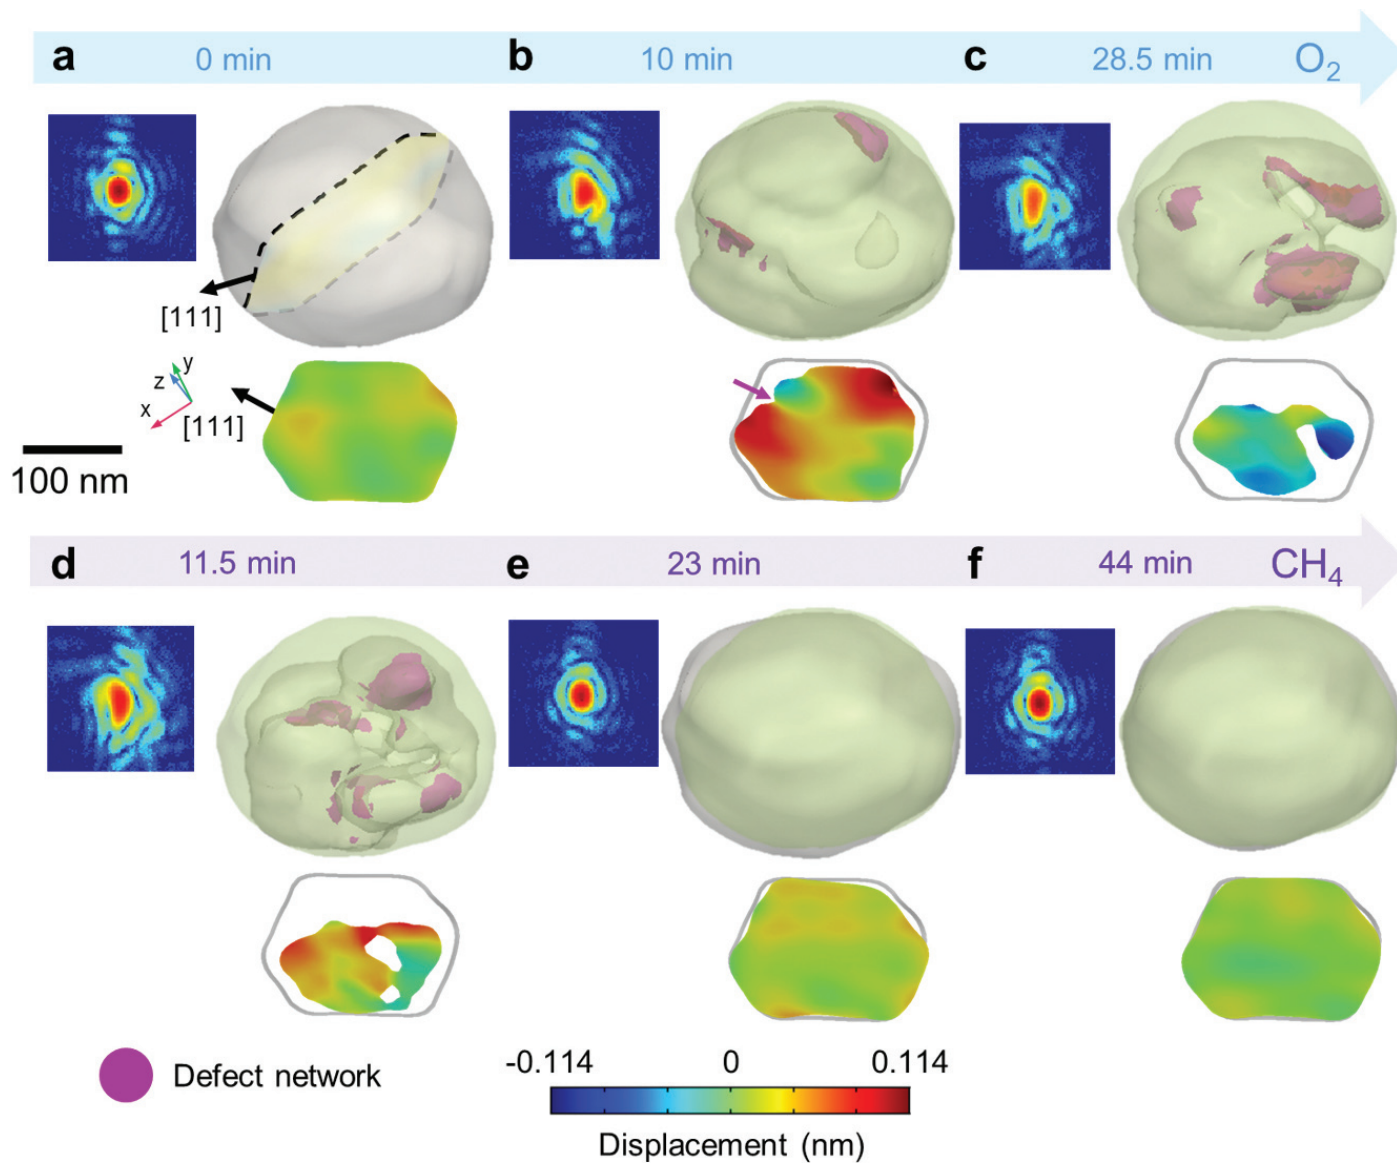 a 0 min b 10 min c 28.5 min O₂
[111]
y
z
x
[111]
100 nm
d 11.5 min e 23 min f 44 min CH₄
Defect network
-0.114 0 0.114
Displacement (nm)